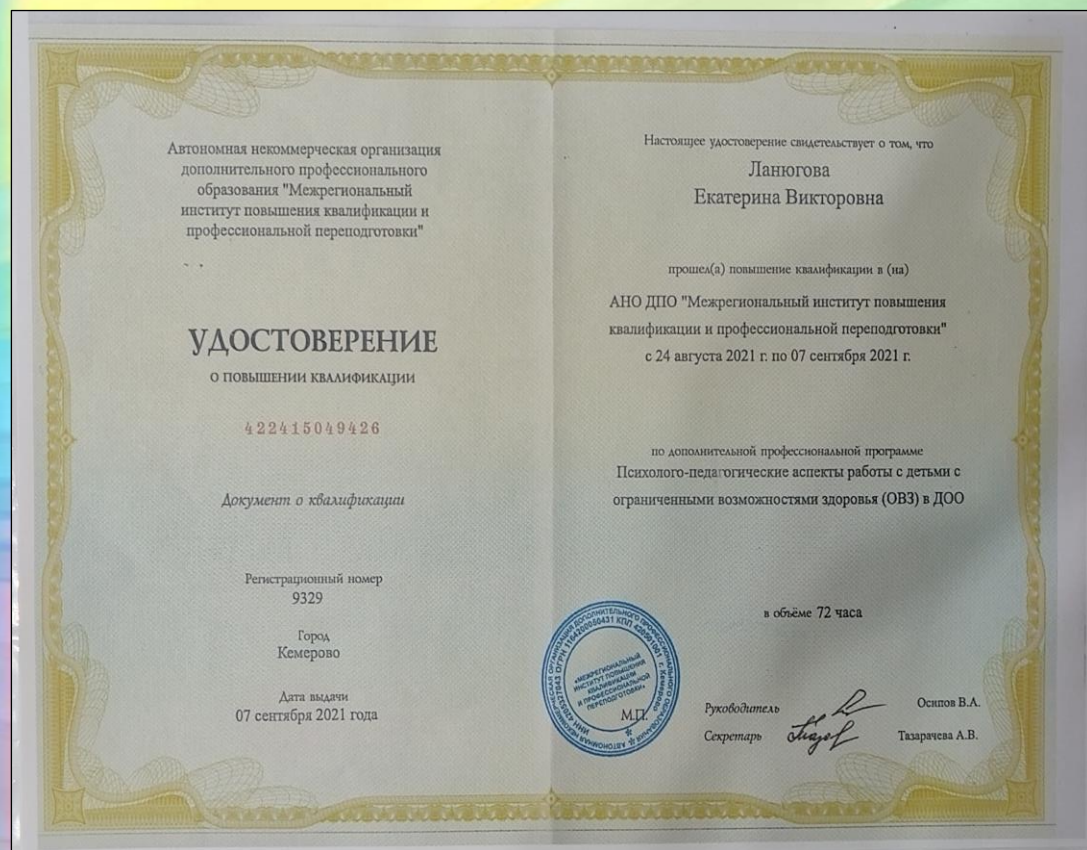 Автономная некоммерческая организация
дополнительного профессионального
образования "Межрегиональный
институт повышения квалификации и
профессиональной переподготовки"
УДОСТОВЕРЕНИЕ
О ПОВЫШЕНИИ КВАЛИФИКАЦИИ
422415049426
Документ о квалификации
Регистрационный номер
9329
Город
Кемерово
Дата выдачи
07 сентября 2021 года
Настоящее удостоверение свидетельствует о том, что
Ланюгова
Екатерина Викторовна
прошел(а) повышение квалификации в (на)
АНО ДПО "Межрегиональный институт повышения
квалификации и профессиональной переподготовки"
с 24 августа 2021 г. по 07 сентября 2021 г.
по дополнительной профессиональной программе
Психолого-педагогические аспекты работы с детьми с
ограниченными возможностями здоровья (ОВЗ) в ДОО
в объёме 72 часа
«МЕЖРЕГИОНАЛЬНЫЙ
ИНСТИТУТ ПОВЫШЕНИЯ
КВАЛИФИКАЦИИ
И ПРОФЕССИОНАЛЬНОЙ
ПЕРЕПОДГОТОВКИ»
М.П.
Руководитель Осипов В.А.
Секретарь Тазарачева А.В.